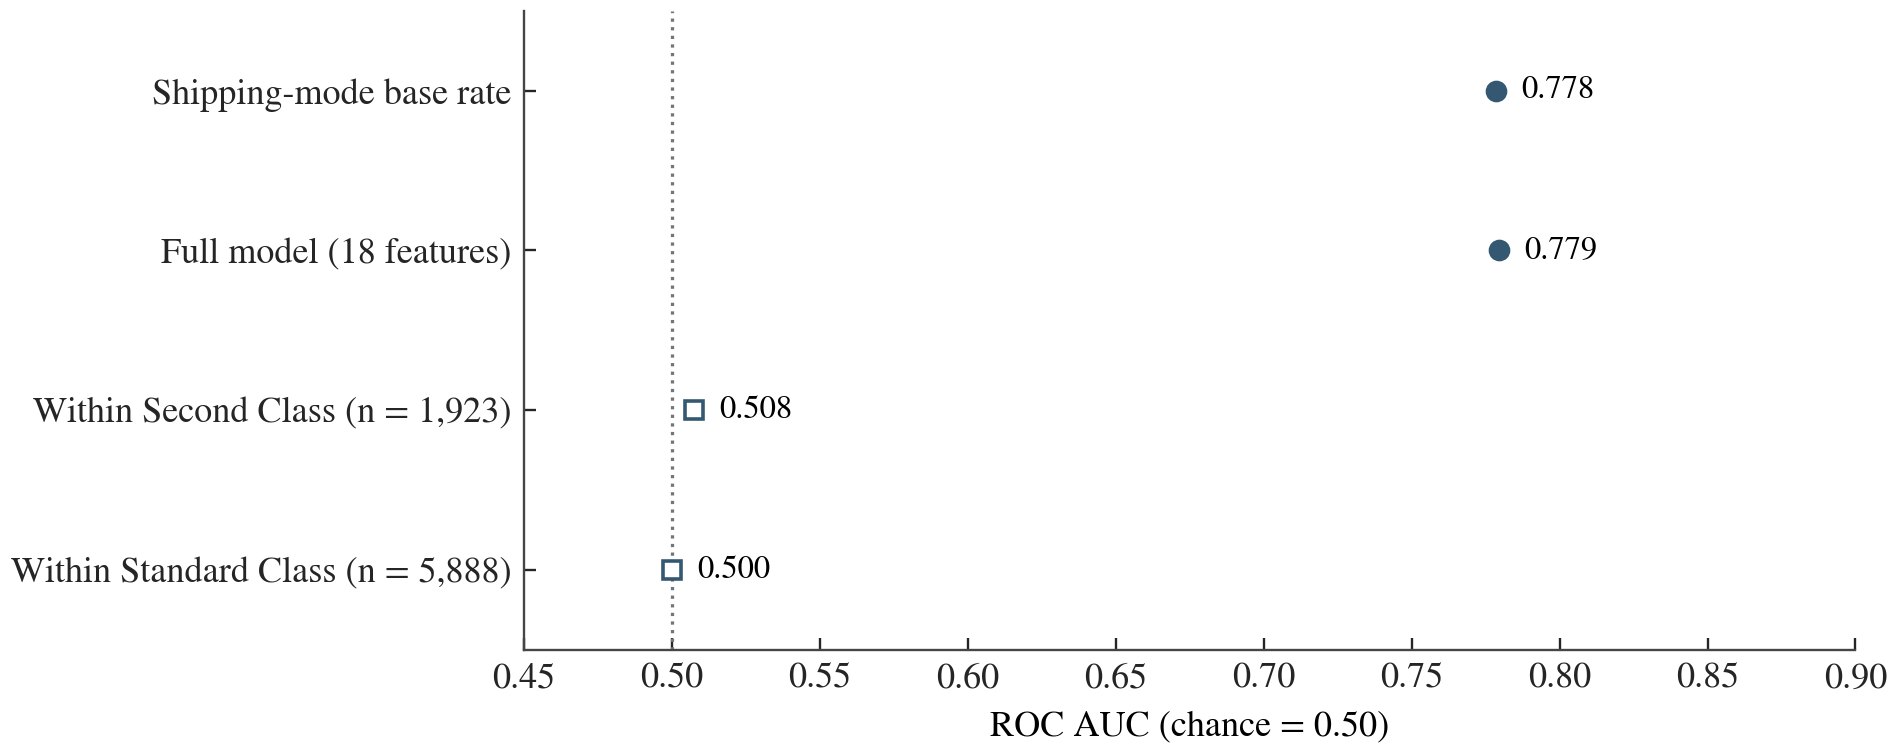 Shipping-mode base rate
0.778
Full model (18 features)
0.779
Within Second Class (n = 1,923)
0.508
Within Standard Class (n = 5,888)
0.500
0.45 0.50 0.55 0.60 0.65 0.70 0.75 0.80 0.85 0.90
ROC AUC (chance = 0.50)